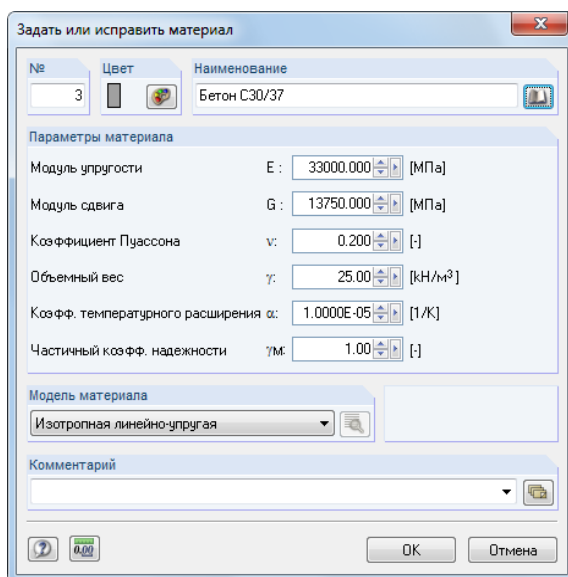 Задать или исправить материал
№ Цвет Наименование
3 Бетон C30/37
Параметры материала
Модуль упругости E : 33000.000 [МПа]
Модуль сдвига G : 13750.000 [МПа]
Коэффициент Пуассона ν: 0.200 [-]
Объемный вес γ: 25.00 [kH/м³]
Коэфф. температурного расширения α: 1.0000E-05 [1/K]
Частичный коэфф. надежности γM: 1.00 [-]
Модель материала
Изотропная линейно-упругая
Комментарий
0.00 OK Отмена